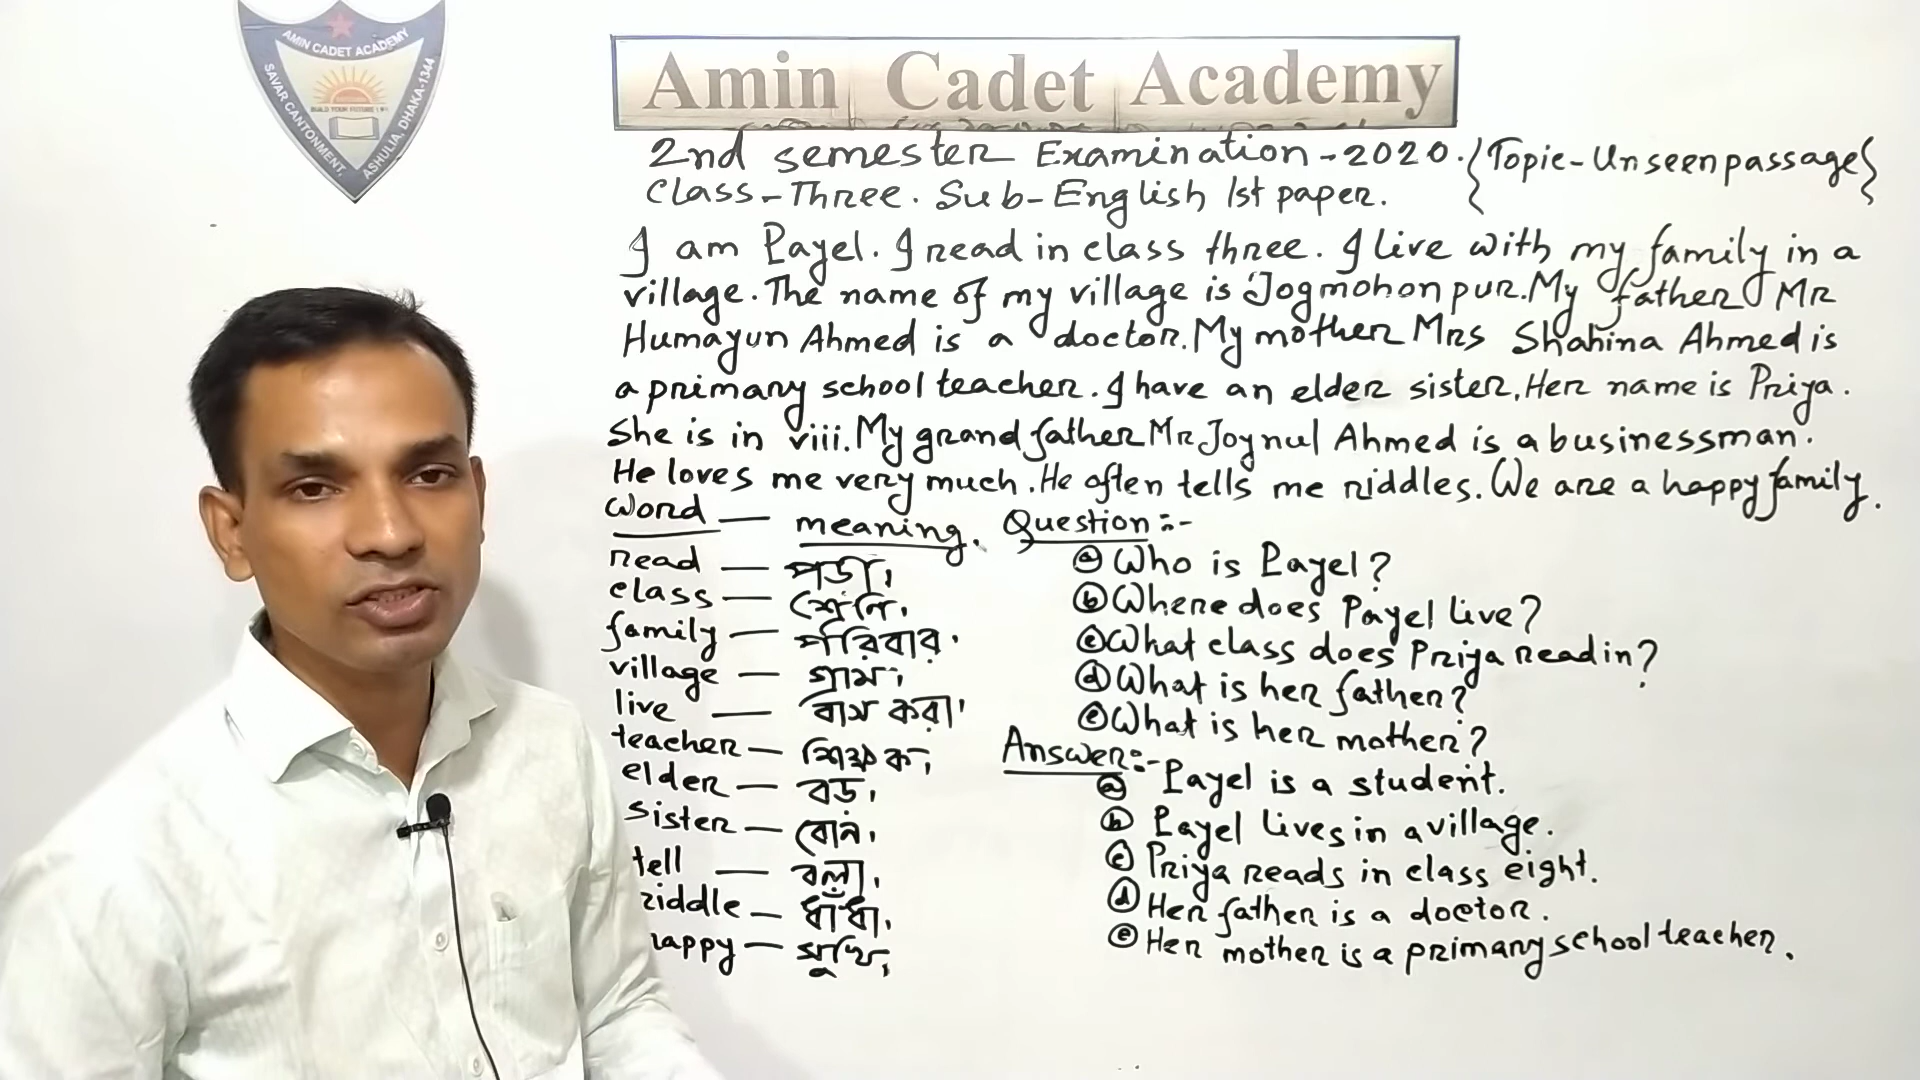 AMIN CADET ACADEMY
SAVAR CANTONMENT,
ASHULIA, DHAKA-1344
Amin Cadet Academy
2nd semester Examination-2020. {Topic-Unseen passage}
Class-Three. Sub-English 1st paper.
I am Payel. I read in class three. I live with my family in a
village. The name of my village is Jogmohonpur. My father Mr
Humayun Ahmed is a doctor. My mother Mrs Shahina Ahmed is
a primary school teacher. I have an elder sister. Her name is Priya.
She is in viii. My grandfather Mr. Joynul Ahmed is a businessman.
He loves me very much. He often tells me riddles. We are a happy family.
Word — meaning.
read — পড়া,
class — শ্রেণি,
family — পরিবার,
village — গ্রাম,
live — বাস করা,
teacher — শিক্ষক,
elder — বড়,
sister — বোন,
tell — বলা,
riddle — ধাঁধা,
happy — সুখি,
Question:-
(a) Who is Payel?
(b) Where does Payel live?
(c) What class does Priya read in?
(d) What is her father?
(e) What is her mother?
Answer:-
(a) Payel is a student.
(b) Payel lives in a village.
(c) Priya reads in class eight.
(d) Her father is a doctor.
(e) Her mother is a primary school teacher.